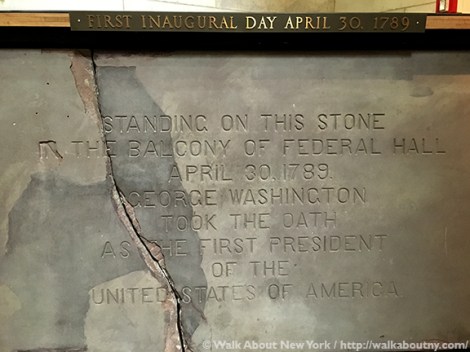 · FIRST INAUGURAL DAY APRIL 30, 1789 ·
STANDING ON THIS STONE
IN THE BALCONY OF FEDERAL HALL
APRIL 30, 1789.
GEORGE WASHINGTON
TOOK THE OATH
AS THE FIRST PRESIDENT
OF THE
UNITED STATES OF AMERICA
© Walk About New York / http://walkaboutny.com/